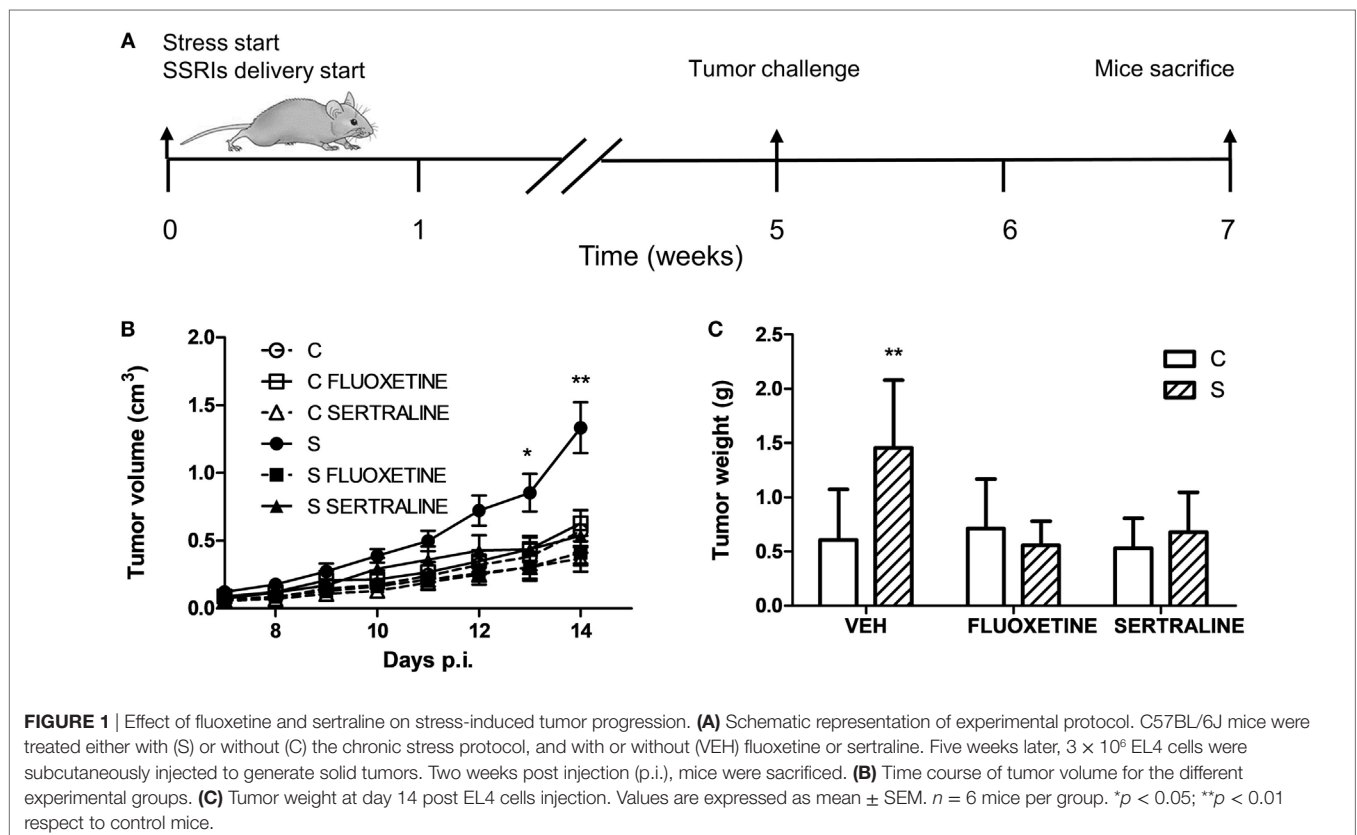 A Stress start
SSRIs delivery start
Tumor challenge
Mice sacrifice
0 1 5 6 7
Time (weeks)
B
Tumor volume (cm³)
2.0
1.5
1.0
0.5
0.0
C
C FLUOXETINE
C SERTRALINE
S
S FLUOXETINE
S SERTRALINE
*
**
8 10 12 14
Days p.i.
C
Tumor weight (g)
2.5
2.0
1.5
1.0
0.5
0.0
**
C
S
VEH FLUOXETINE SERTRALINE
FIGURE 1 | Effect of fluoxetine and sertraline on stress-induced tumor progression. (A) Schematic representation of experimental protocol. C57BL/6J mice were
treated either with (S) or without (C) the chronic stress protocol, and with or without (VEH) fluoxetine or sertraline. Five weeks later, 3 × 10⁶ EL4 cells were
subcutaneously injected to generate solid tumors. Two weeks post injection (p.i.), mice were sacrificed. (B) Time course of tumor volume for the different
experimental groups. (C) Tumor weight at day 14 post EL4 cells injection. Values are expressed as mean ± SEM. n = 6 mice per group. *p < 0.05; **p < 0.01
respect to control mice.